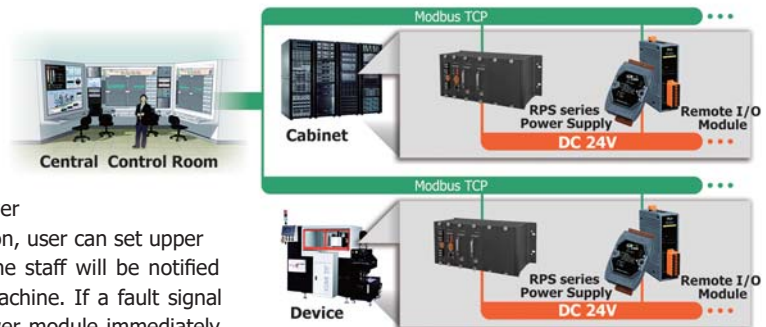 Modbus TCP
Central Control Room
Cabinet
RPS series
Power Supply
Remote I/O
Module
DC 24V
er
on, user can set upper
ne staff will be notified
achine. If a fault signal
ver module immediately
Modbus TCP
Device
RPS series
Power Supply
Remote I/O
Module
DC 24V